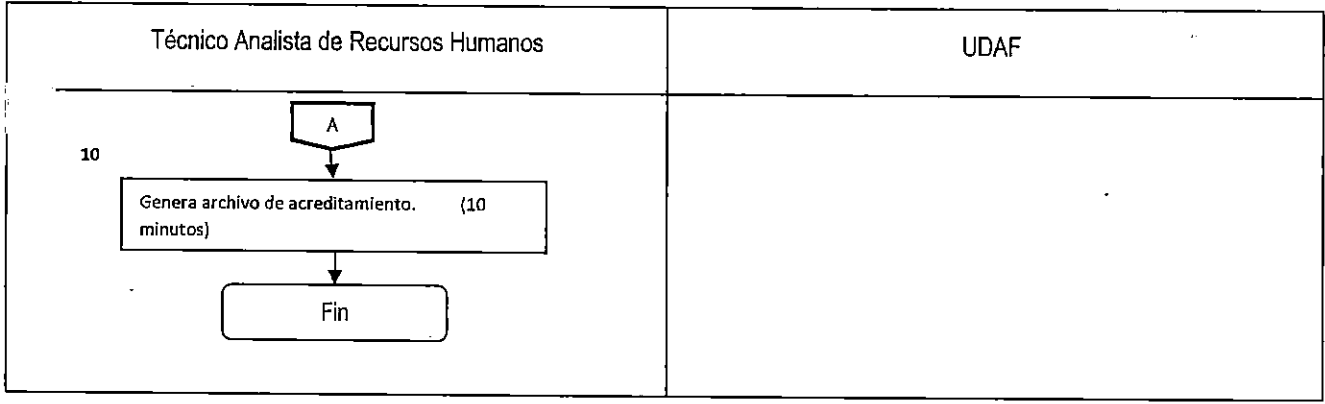 Técnico Analista de Recursos Humanos
UDAF
A
10
Genera archivo de acreditamiento. (10
minutos)
Fin